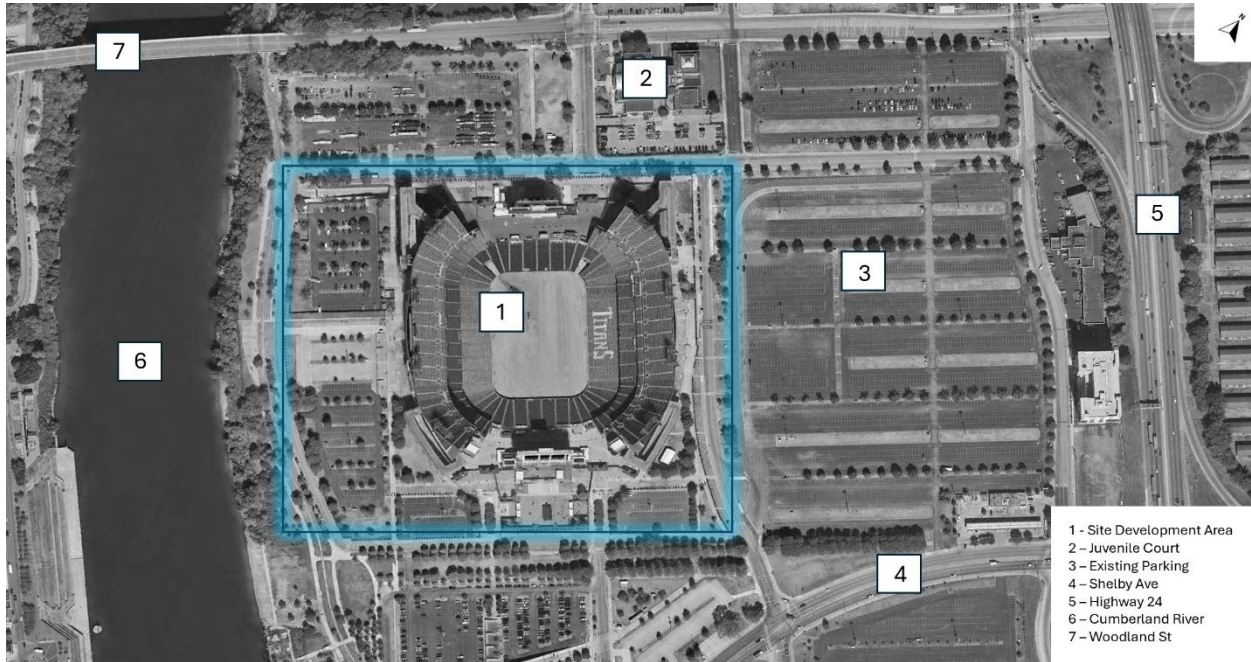 N
7
2
5
3
1
TITANS
6
4
1 - Site Development Area
2 – Juvenile Court
3 – Existing Parking
4 – Shelby Ave
5 – Highway 24
6 – Cumberland River
7 – Woodland St